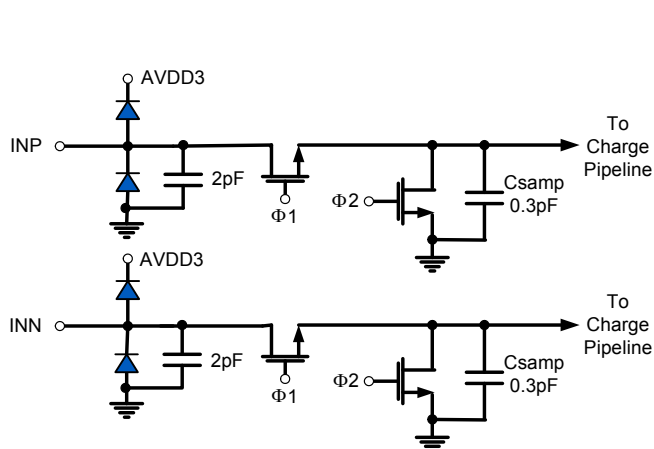 AVDD3
INP
2pF
Φ1
Φ2
Csamp
0.3pF
To
Charge
Pipeline
AVDD3
INN
2pF
Φ1
Φ2
Csamp
0.3pF
To
Charge
Pipeline